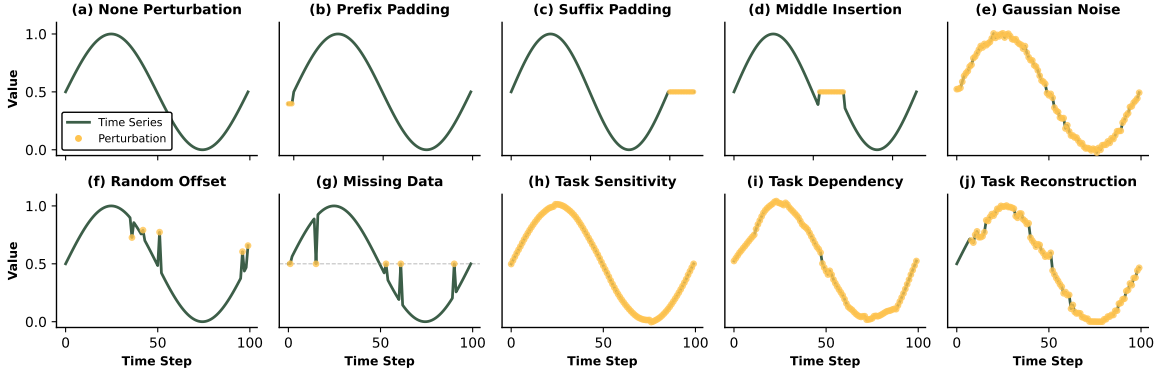 (a) None Perturbation
(b) Prefix Padding
(c) Suffix Padding
(d) Middle Insertion
(e) Gaussian Noise
Value
1.0
0.5
0.0
Time Series
Perturbation
0
50
100
(f) Random Offset
(g) Missing Data
(h) Task Sensitivity
(i) Task Dependency
(j) Task Reconstruction
Value
1.0
0.5
0.0
0
50
100
0
50
100
0
50
100
0
50
100
0
50
100
Time Step
Time Step
Time Step
Time Step
Time Step